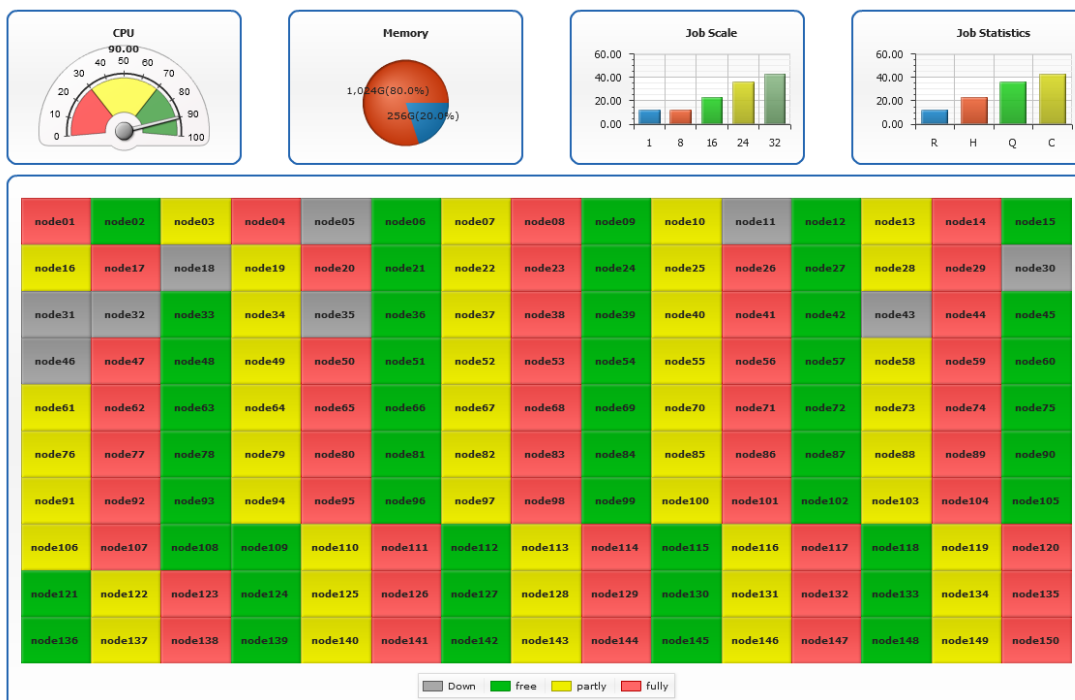 CPU
90.00
0
10
20
30
40
50
60
70
80
90
100
Memory
1,024G(80.0%)
256G(20.0%)
Job Scale
60.00
40.00
20.00
0.00
1 8 16 24 32
Job Statistics
60.00
40.00
20.00
0.00
R H Q C
node01 node02 node03 node04 node05 node06 node07 node08 node09 node10 node11 node12 node13 node14 node15
node16 node17 node18 node19 node20 node21 node22 node23 node24 node25 node26 node27 node28 node29 node30
node31 node32 node33 node34 node35 node36 node37 node38 node39 node40 node41 node42 node43 node44 node45
node46 node47 node48 node49 node50 node51 node52 node53 node54 node55 node56 node57 node58 node59 node60
node61 node62 node63 node64 node65 node66 node67 node68 node69 node70 node71 node72 node73 node74 node75
node76 node77 node78 node79 node80 node81 node82 node83 node84 node85 node86 node87 node88 node89 node90
node91 node92 node93 node94 node95 node96 node97 node98 node99 node100 node101 node102 node103 node104 node105
node106 node107 node108 node109 node110 node111 node112 node113 node114 node115 node116 node117 node118 node119 node120
node121 node122 node123 node124 node125 node126 node127 node128 node129 node130 node131 node132 node133 node134 node135
node136 node137 node138 node139 node140 node141 node142 node143 node144 node145 node146 node147 node148 node149 node150
Down free partly fully